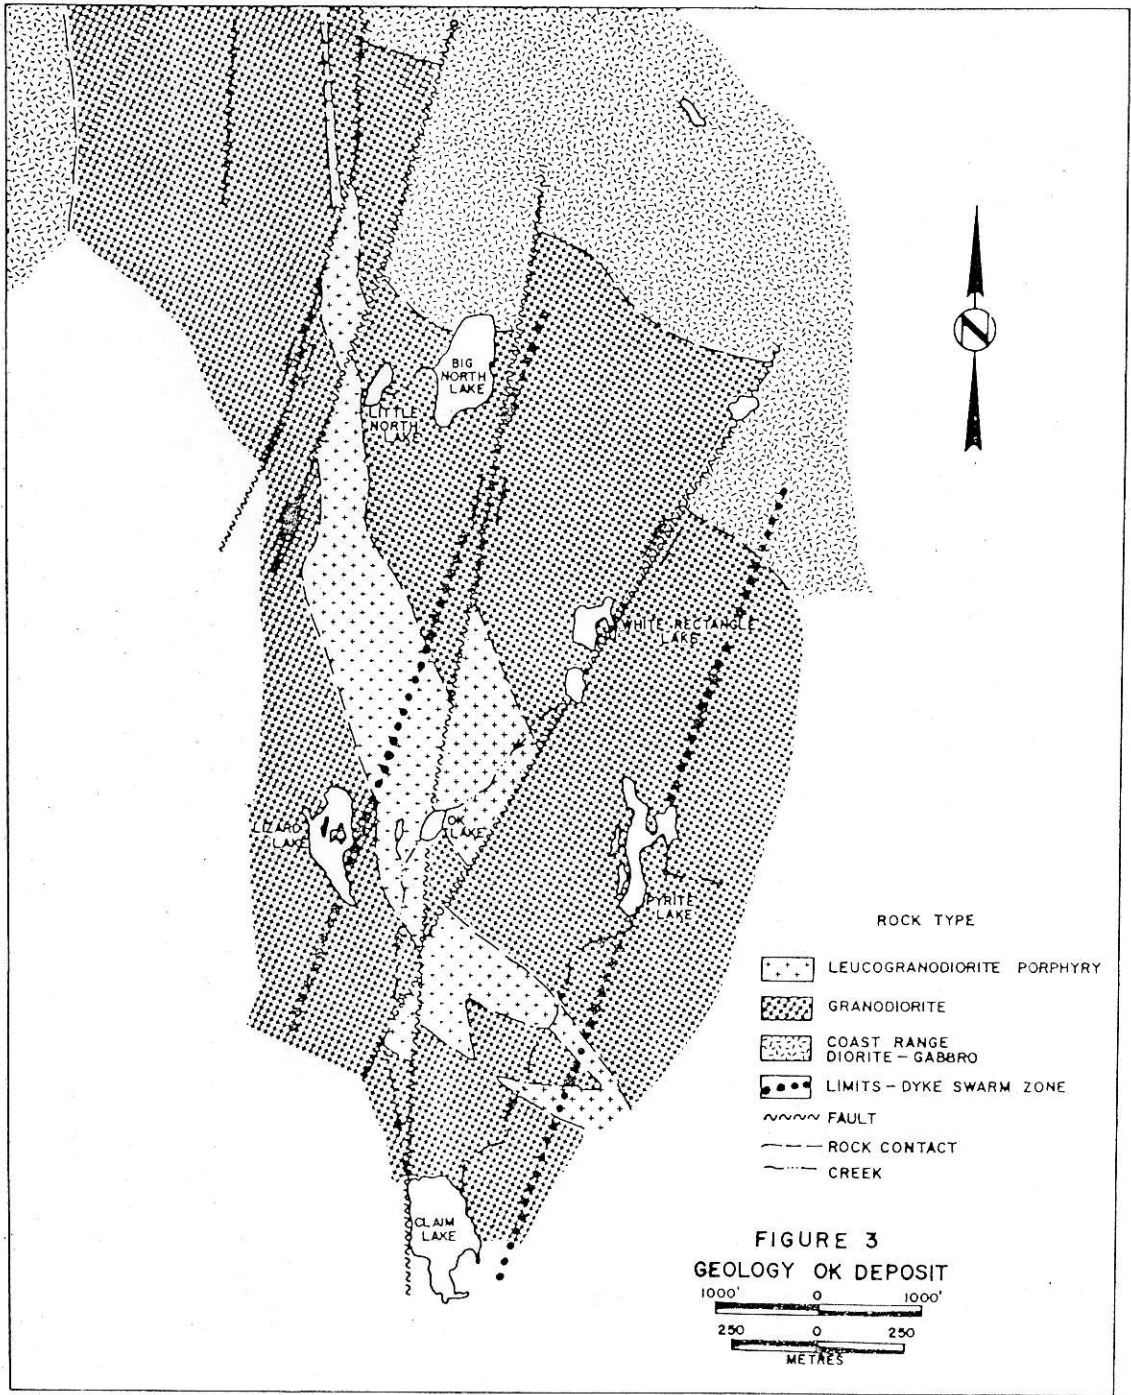 N
BIG
NORTH
LAKE
LITTLE
NORTH
LAKE
WHITE RECTANGLE
LAKE
LIZARD
LAKE
OK
LAKE
PYRITE
LAKE
CLAIM
LAKE
ROCK TYPE
LEUCOGRANODIORITE PORPHYRY
GRANODIORITE
COAST RANGE
DIORITE-GABBRO
LIMITS-DYKE SWARM ZONE
FAULT
ROCK CONTACT
CREEK
FIGURE 3
GEOLOGY OK DEPOSIT
1000' 0 1000'
250 0 250
METRES